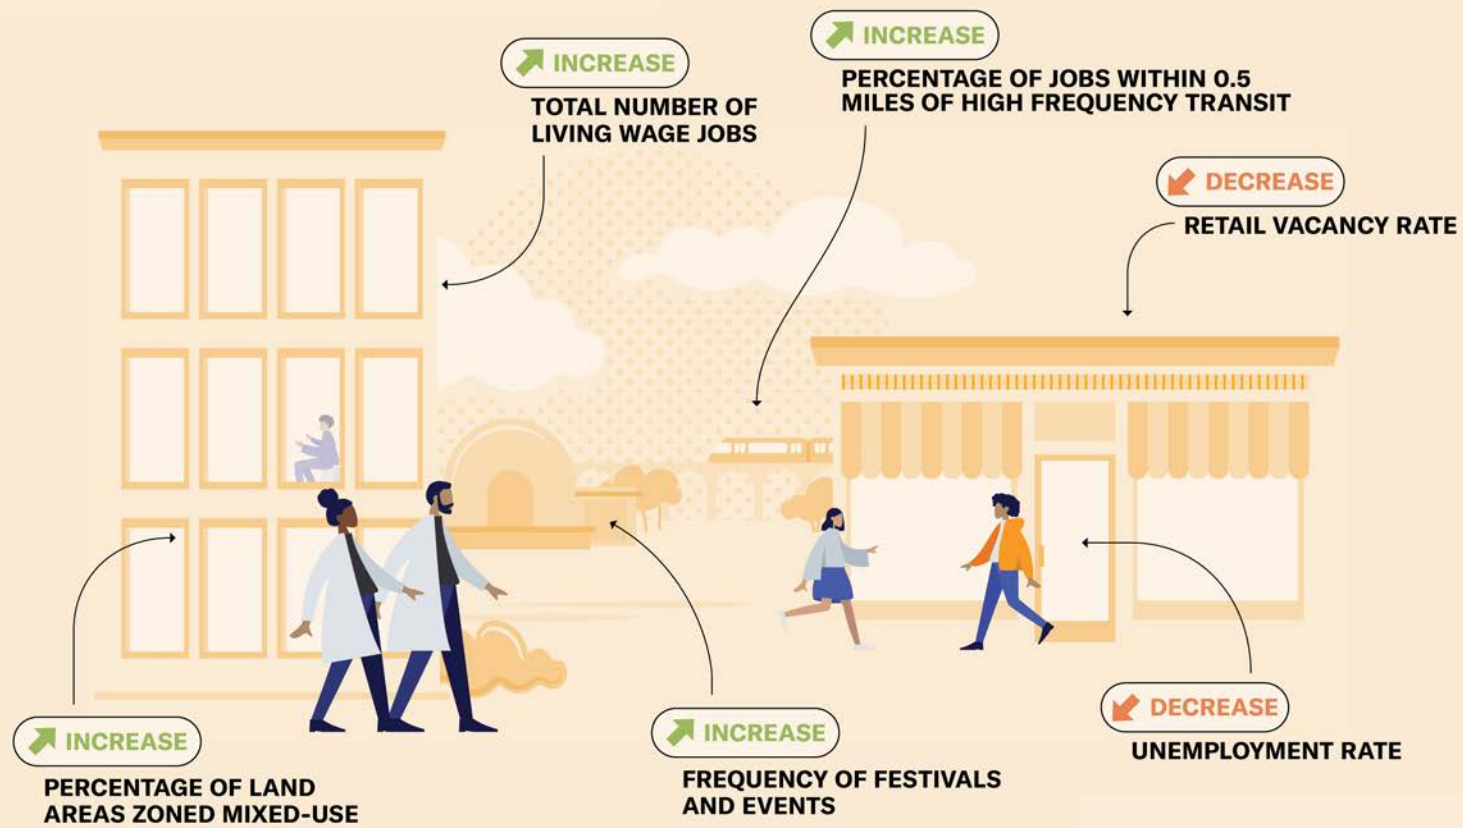 INCREASE
TOTAL NUMBER OF
LIVING WAGE JOBS
INCREASE
PERCENTAGE OF JOBS WITHIN 0.5
MILES OF HIGH FREQUENCY TRANSIT
DECREASE
RETAIL VACANCY RATE
INCREASE
PERCENTAGE OF LAND
AREAS ZONED MIXED-USE
INCREASE
FREQUENCY OF FESTIVALS
AND EVENTS
DECREASE
UNEMPLOYMENT RATE